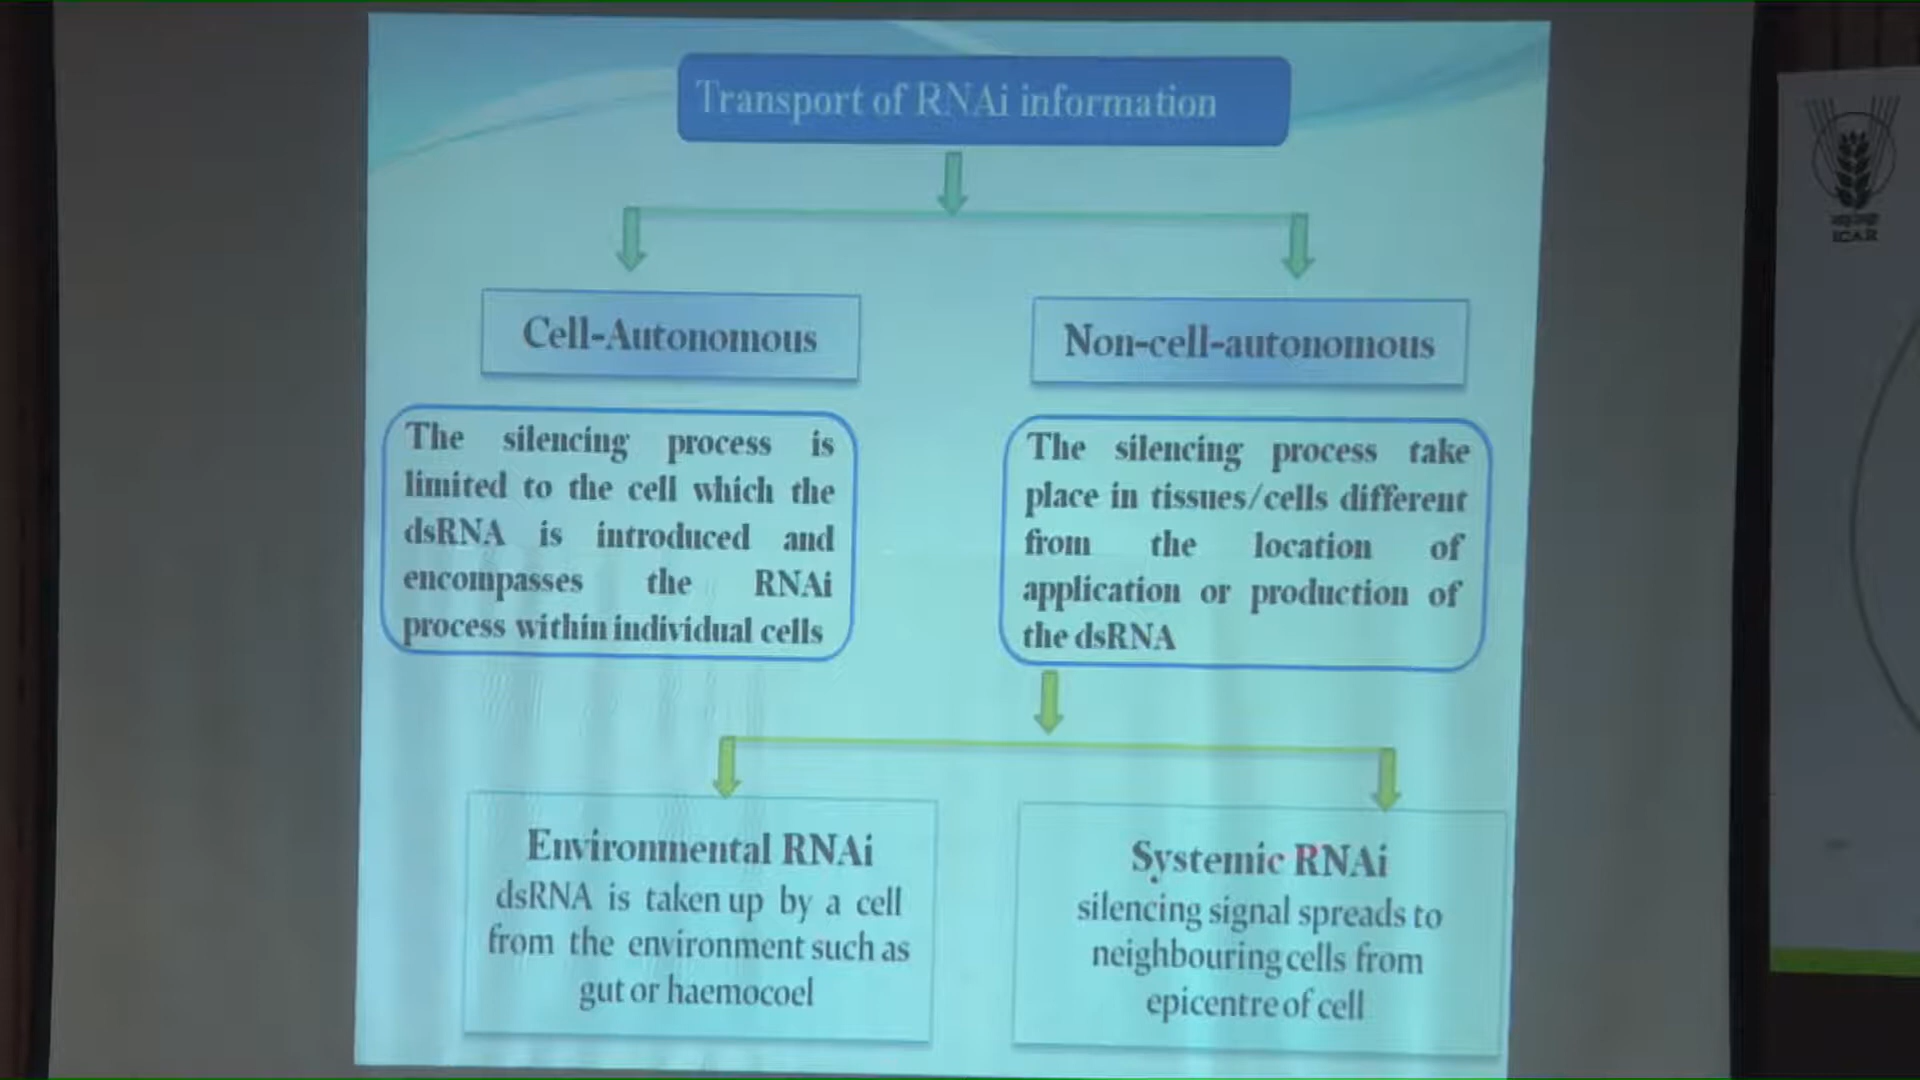 Transport of RNAi information
Cell-Autonomous
The silencing process is
limited to the cell which the
dsRNA is introduced and
encompasses the RNAi
process within individual cells
Non-cell-autonomous
The silencing process take
place in tissues/cells different
from the location of
application or production of
the dsRNA
Environmental RNAi
dsRNA is taken up by a cell
from the environment such as
gut or haemocoel
Systemic RNAi
silencing signal spreads to
neighbouring cells from
epicentre of cell
ICAR